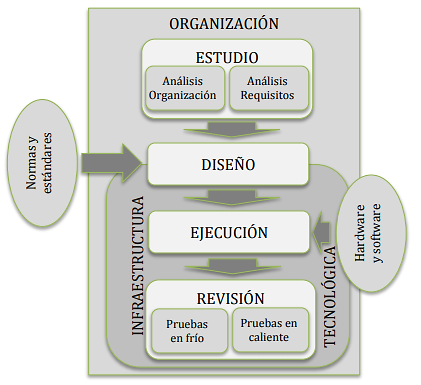 ORGANIZACIÓN
ESTUDIO
Análisis
Organización
Análisis
Requisitos
Normas y
estándares
DISEÑO
INFRAESTRUCTURA
TECNOLÓGICA
EJECUCIÓN
Hardware
y software
REVISIÓN
Pruebas
en frío
Pruebas en
caliente